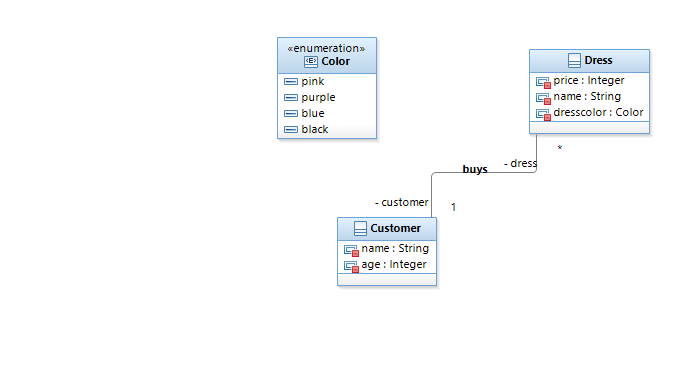 «enumeration»
Color
pink
purple
blue
black
Dress
price : Integer
name : String
dresscolor : Color
*
- dress
buys
- customer
1
Customer
name : String
age : Integer